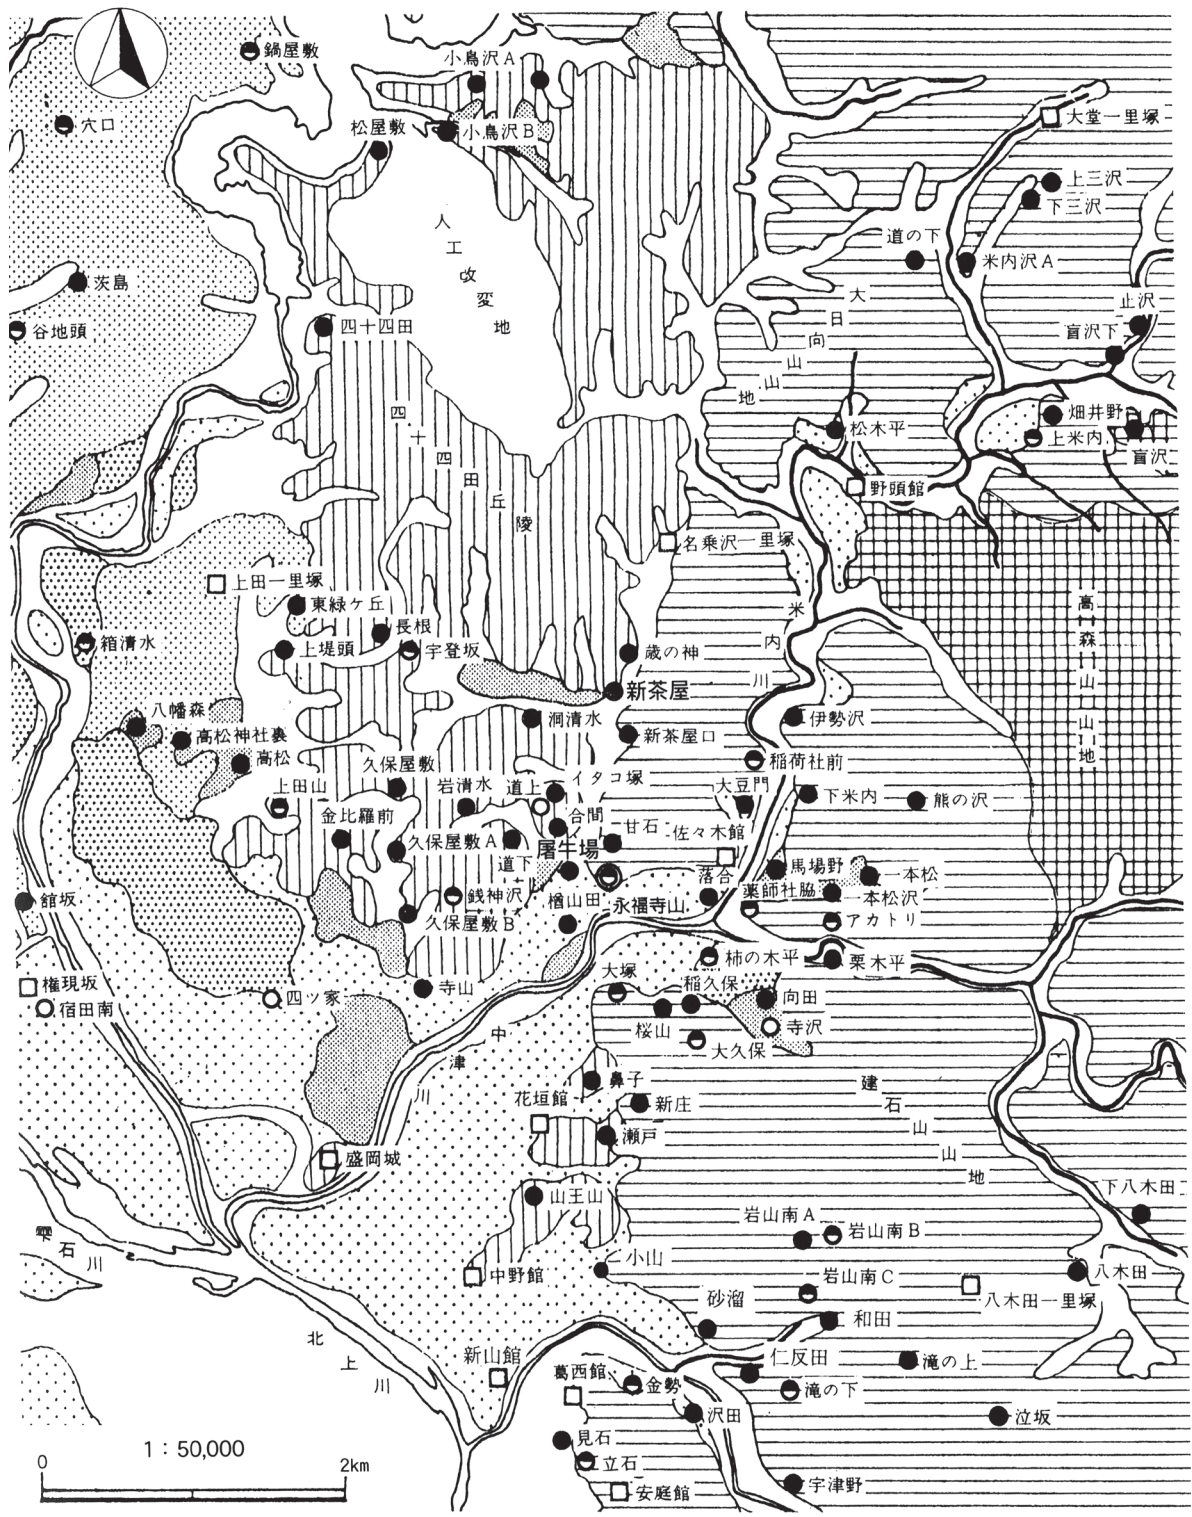 鍋屋敷
小鳥沢A
穴口
松屋敷
小鳥沢B
大堂一里塚
上三沢
下三沢
人工改変地
道の下
米内沢A
茨島
谷地頭
四十四田
大日向山山地
止沢
盲沢下
畑井野
上米内
盲沢
松木平
四十四田丘陵
野頭館
名乗沢一里塚
上田一里塚
東緑ケ丘
長根
箱清水
上堤頭
宇登坂
歳の神
米内川
高森山山地
新茶屋
八幡森
高松神社裏
高松
洞清水
新茶屋口
伊勢沢
稲荷社前
久保屋敷
岩清水
道上
イタコ塚
大豆門
下米内
熊の沢
上田山
金比羅前
合間
甘石
佐々木館
久保屋敷A
屠牛場
道下
馬場野
一本松
落合
薬師社脇
一本松沢
館坂
銭神沢
楢山田
永福寺山
アカトリ
久保屋敷B
柿の木平
栗木平
権現坂
宿田南
四ッ家
寺山
大塚
稲久保
向田
桜山
寺沢
大久保
中津川
建石山山地
鼻子
花垣館
新庄
瀬戸
盛岡城
山王山
下八木田
岩山南A
岩山南B
雫石川
小山
中野館
岩山南C
八木田
八木田一里塚
砂溜
和田
北上川
新山館
葛西館
金勢
仁反田
滝の上
滝の下
沢田
泣坂
見石
立石
安庭館
宇津野
1：50,000
0
2km